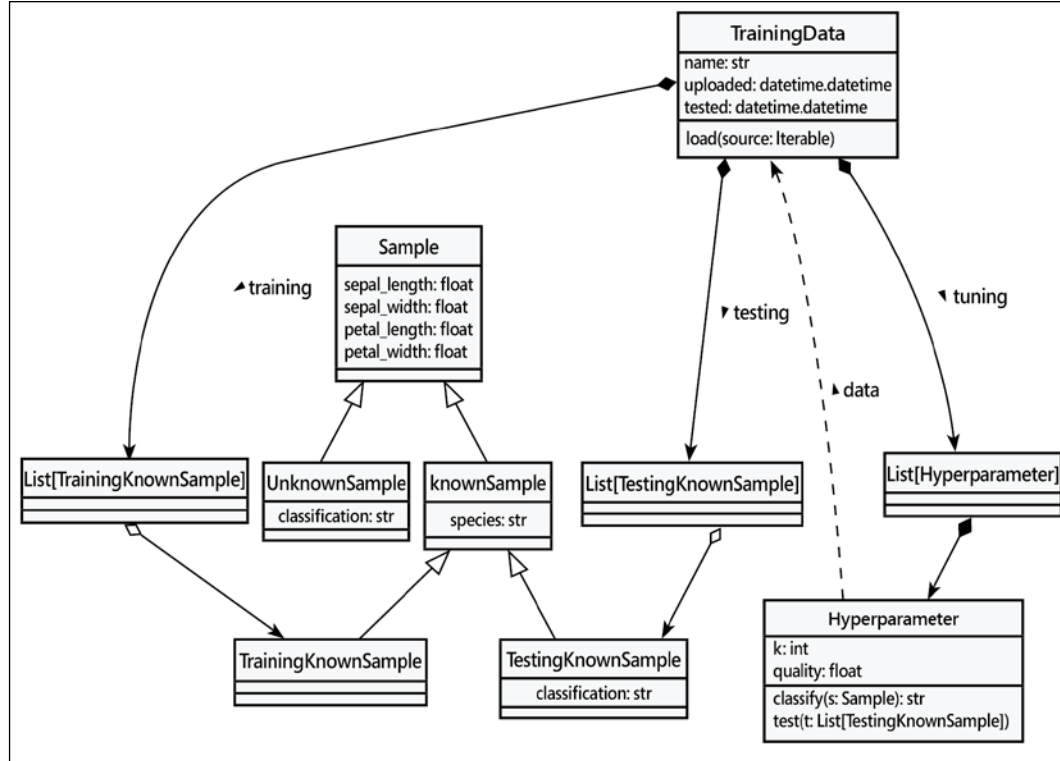 TrainingData
name: str
uploaded: datetime.datetime
tested: datetime.datetime
load(source: Iterable)
Sample
sepal_length: float
sepal_width: float
petal_length: float
petal_width: float
training
testing
tuning
data
List[TrainingKnownSample]
UnknownSample
classification: str
knownSample
species: str
List[TestingKnownSample]
List[Hyperparameter]
TrainingKnownSample
TestingKnownSample
classification: str
Hyperparameter
k: int
quality: float
classify(s: Sample): str
test(t: List[TestingKnownSample])